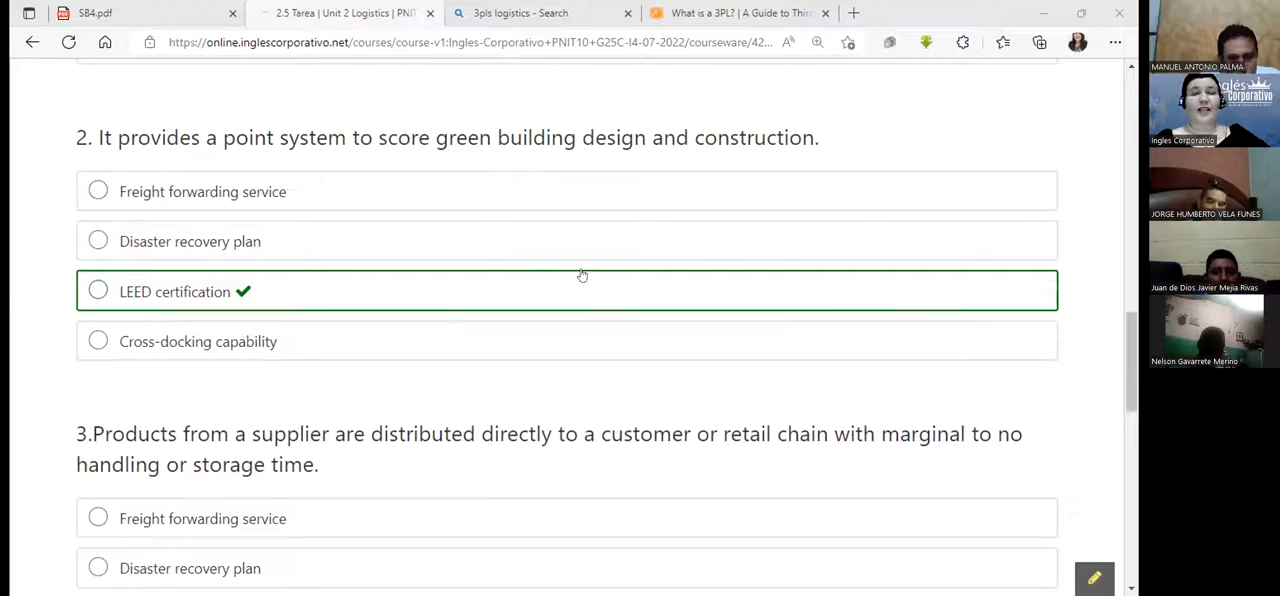 SB4.pdf
2.5 Tarea | Unit 2 Logistics | PNIT
3pls logistics - Search
What is a 3PL? | A Guide to Thir
https://online.inglescorporativo.net/courses/course-v1:Ingles-Corporativo+PNIT10+G25C-I4-07-2022/courseware/42...
2. It provides a point system to score green building design and construction.
Freight forwarding service
Disaster recovery plan
LEED certification
Cross-docking capability
3.Products from a supplier are distributed directly to a customer or retail chain with marginal to no
handling or storage time.
Freight forwarding service
Disaster recovery plan
MANUEL ANTONIO PALMA
Inglés
Corporativo
Ingles Corporativo
JORGE HUMBERTO VELA FUNES
Juan de Dios Javier Mejia Rivas
Nelson Gavarrete Merino